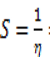 S = 1/η =